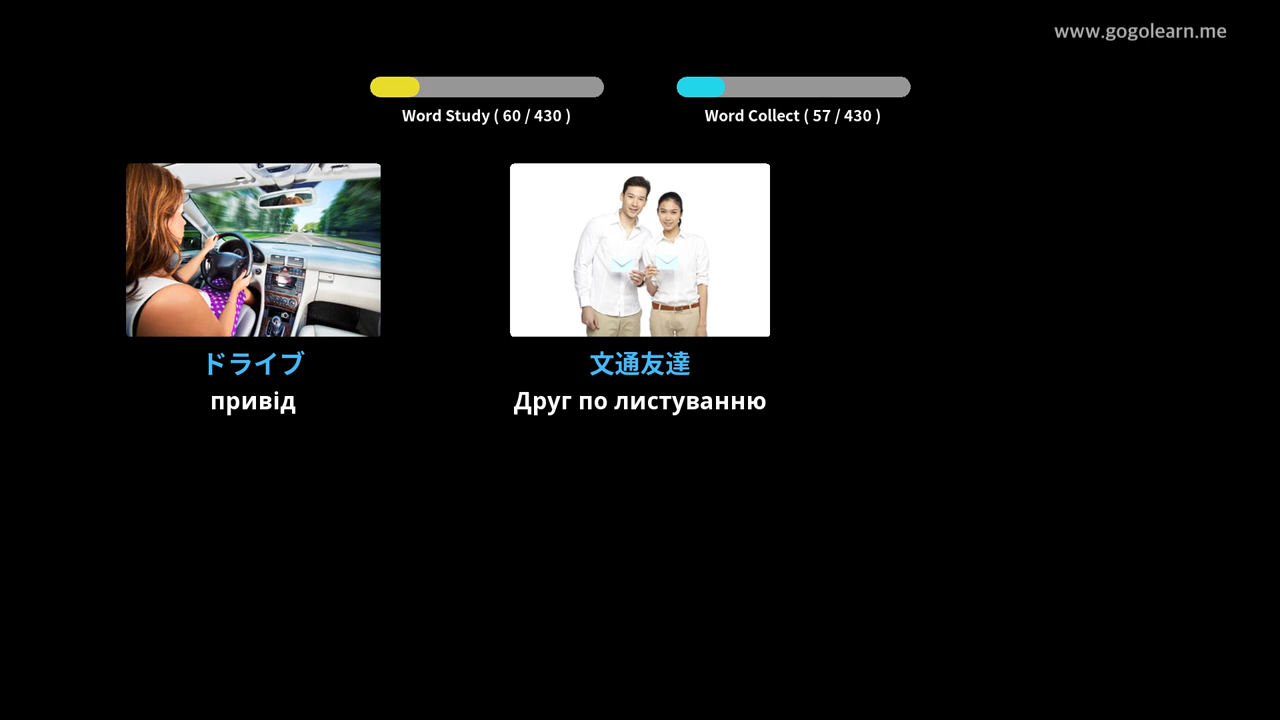 www.gogolearn.me
Word Study ( 60 / 430 )
Word Collect ( 57 / 430 )
ドライブ
привід
文通友達
Друг по листуванню